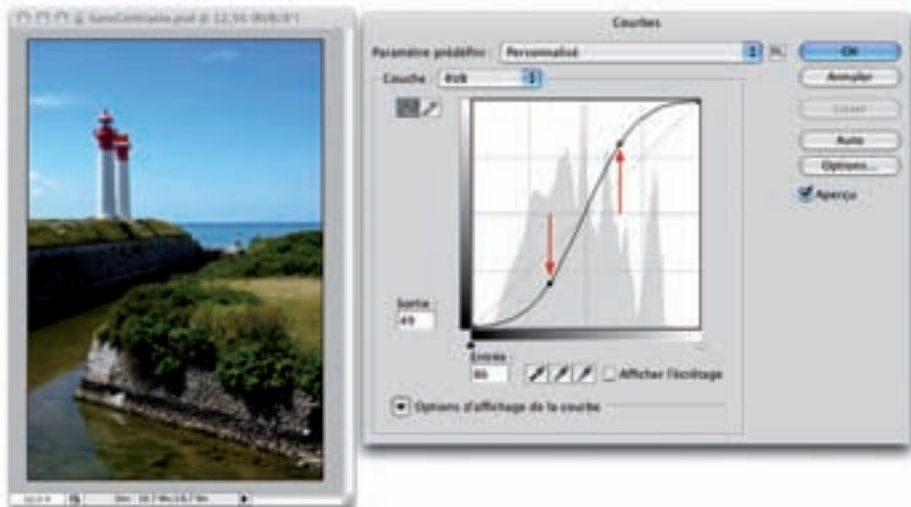 SansContraste.psd @ 12,5% (RVB/8*)
Courbes
Paramètre prédéfini : Personnalisé
OK
Couche : RVB
Annuler
Lisser
Auto
Options...
Aperçu
Sortie :
49
Entrée :
86
Afficher l'écrêtage
Options d'affichage de la courbe